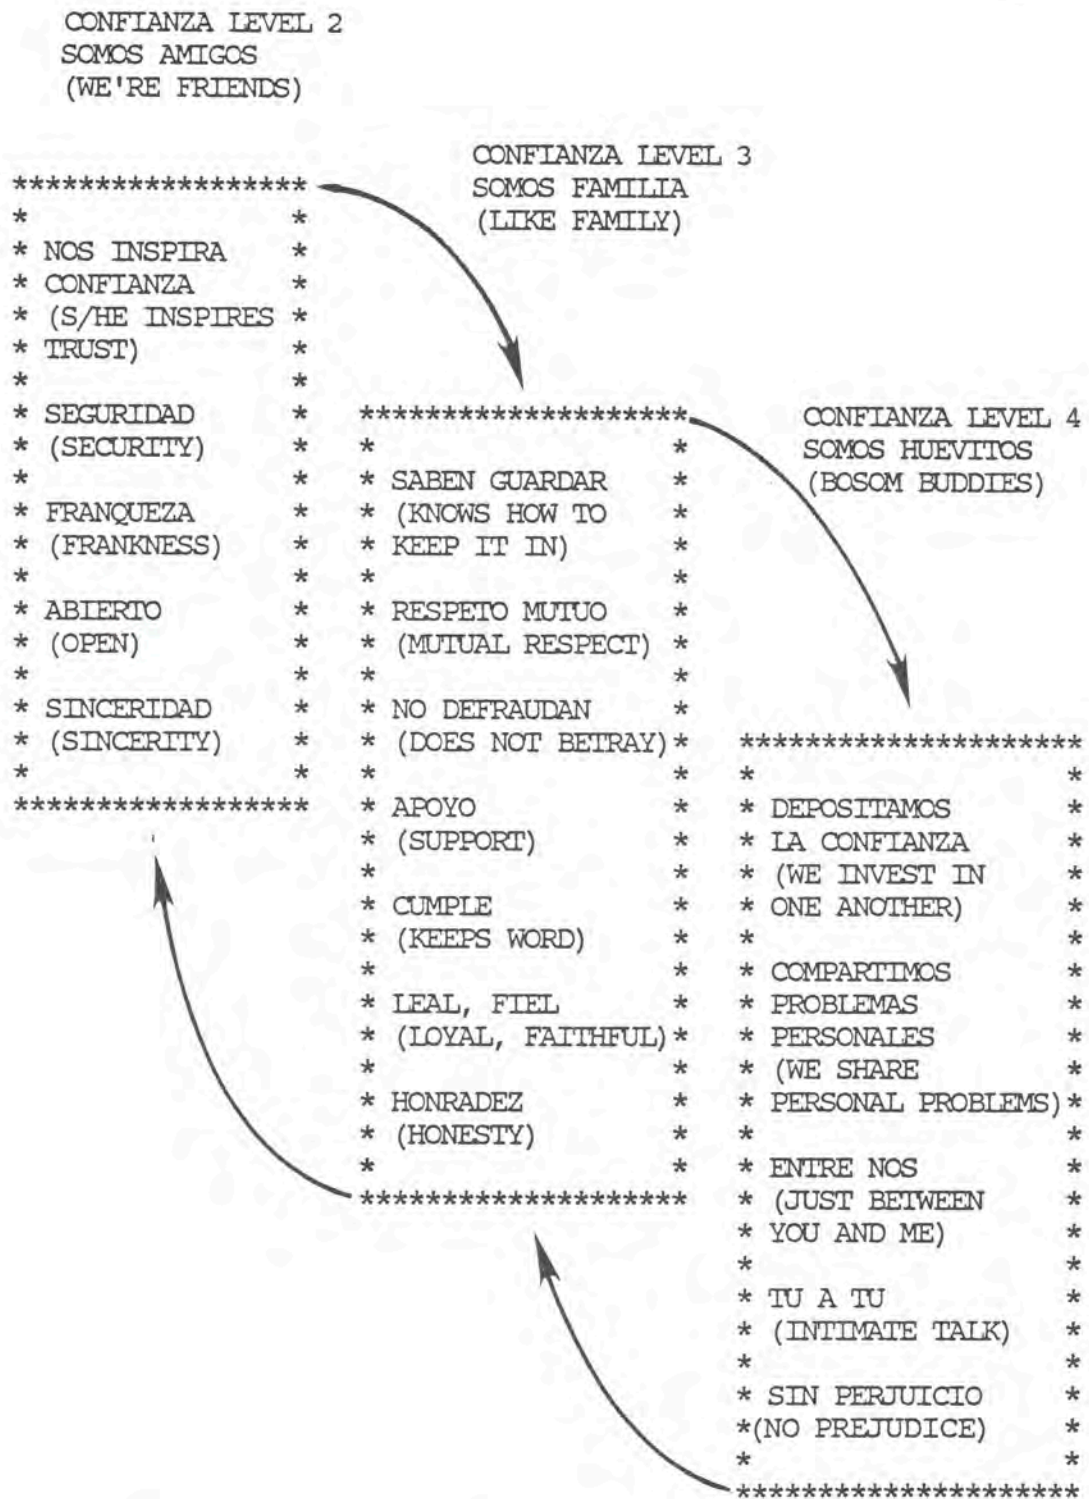 CONFIANZA LEVEL 2
SOMOS AMIGOS
(WE'RE FRIENDS)
******************
* *
* NOS INSPIRA *
* CONFIANZA *
* (S/HE INSPIRES *
* TRUST) *
* *
* SEGURIDAD *
* (SECURITY) *
* *
* FRANQUEZA *
* (FRANKNESS) *
* *
* ABIERTO *
* (OPEN) *
* *
* SINCERIDAD *
* (SINCERITY) *
* *
******************
CONFIANZA LEVEL 3
SOMOS FAMILIA
(LIKE FAMILY)
********************
* *
* SABEN GUARDAR *
* (KNOWS HOW TO *
* KEEP IT IN) *
* *
* RESPETO MUTUO *
* (MUTUAL RESPECT) *
* *
* NO DEFRAUDAN *
* (DOES NOT BETRAY) *
* *
* APOYO *
* (SUPPORT) *
* *
* CUMPLE *
* (KEEPS WORD) *
* *
* LEAL, FIEL *
* (LOYAL, FAITHFUL) *
* *
* HONRADEZ *
* (HONESTY) *
* *
********************
CONFIANZA LEVEL 4
SOMOS HUEVITOS
(BOSOM BUDDIES)
*********************
* *
* DEPOSITAMOS *
* LA CONFIANZA *
* (WE INVEST IN *
* ONE ANOTHER) *
* *
* COMPARTIMOS *
* PROBLEMAS *
* PERSONALES *
* (WE SHARE *
* PERSONAL PROBLEMS) *
* *
* ENTRE NOS *
* (JUST BETWEEN *
* YOU AND ME) *
* *
* TU A TU *
* (INTIMATE TALK) *
* *
* SIN PERJUICIO *
*(NO PREJUDICE) *
* *
*********************